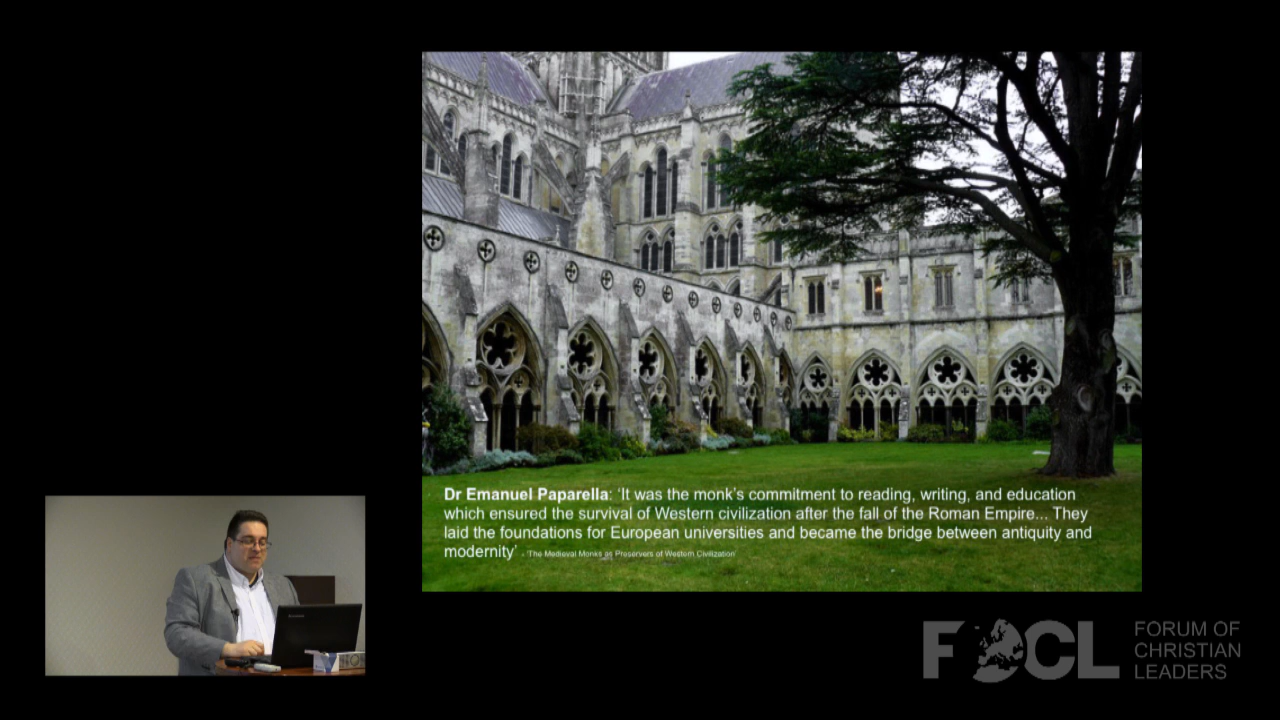 Dr Emanuel Paparella: ‘It was the monk’s commitment to reading, writing, and education
which ensured the survival of Western civilization after the fall of the Roman Empire... They
laid the foundations for European universities and became the bridge between antiquity and
modernity’ - ‘The Medieval Monks as Preservers of Western Civilization’
FOCL
FORUM OF
CHRISTIAN
LEADERS